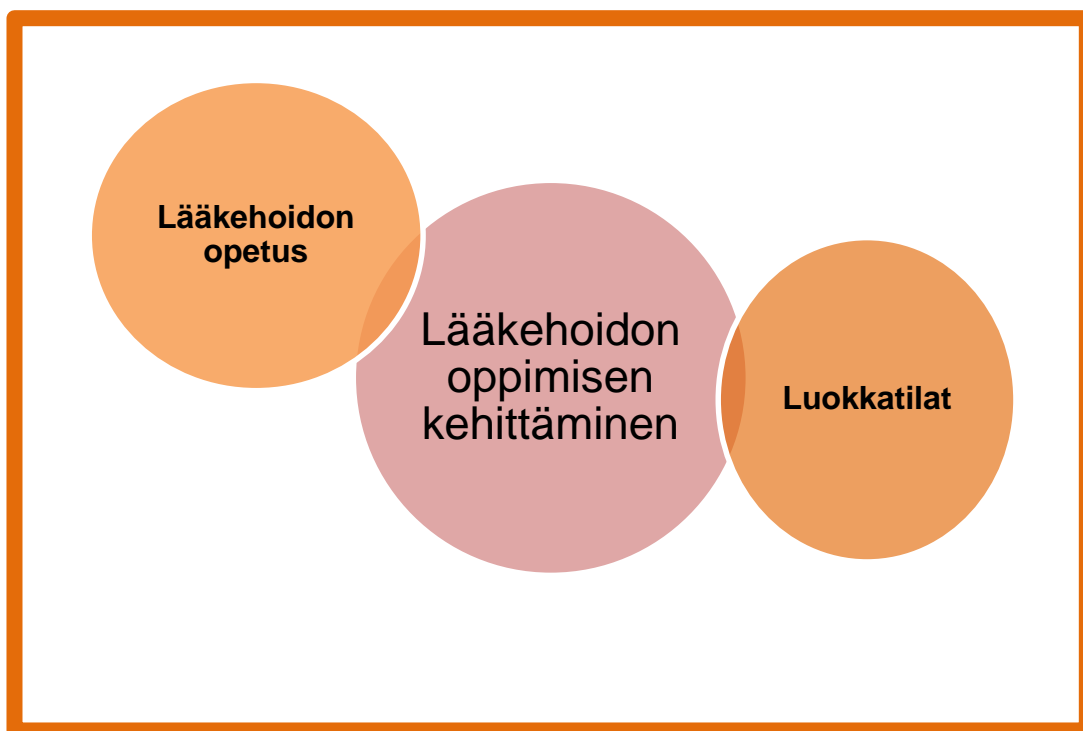 Lääkehoidon
opetus
Lääkehoidon
oppimisen
kehittäminen
Luokkatilat